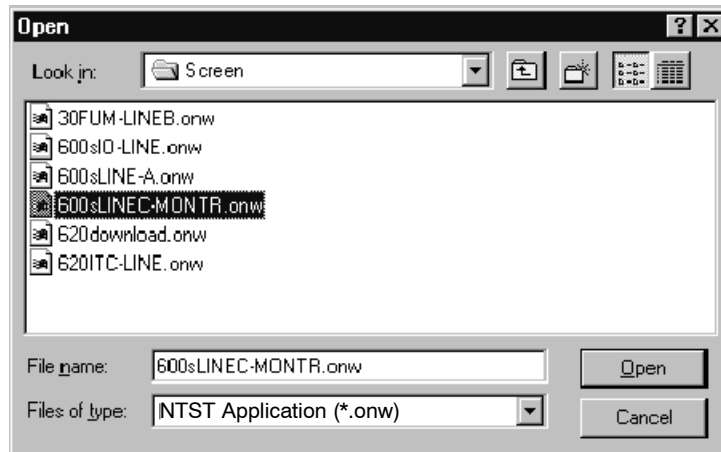 Open
Look in: Screen
30FUM-LINEB.onw
600sIO-LINE.onw
600sLINE-A.onw
600sLINEC-MONTR.onw
620download.onw
620ITC-LINE.onw
File name: 600sLINEC-MONTR.onw Open
Files of type: NTST Application (*.onw) Cancel